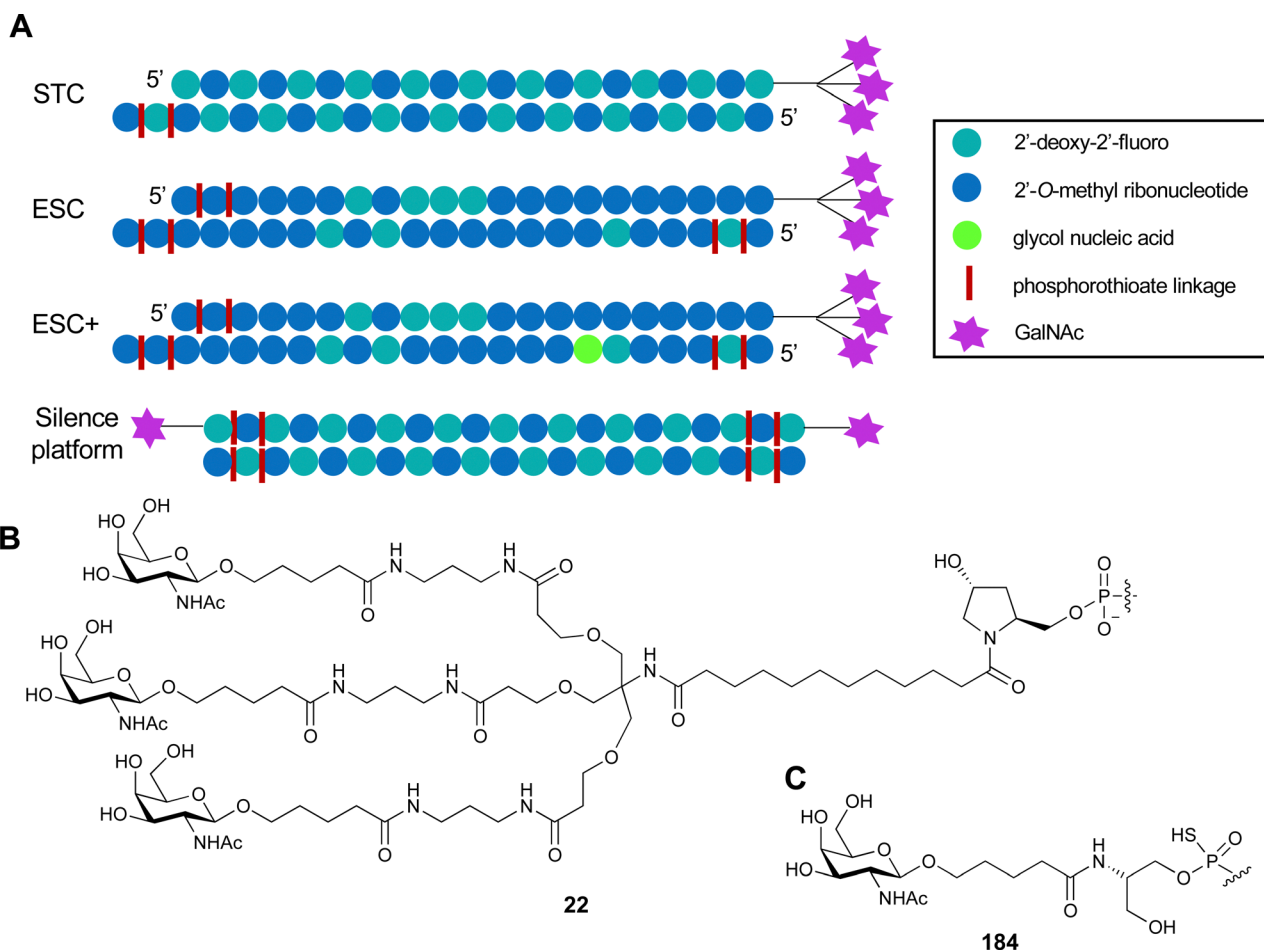 A
STC
5’
5’
ESC
5’
5’
ESC+
5’
5’
Silence
platform
2’-deoxy-2’-fluoro
2’-O-methyl ribonucleotide
glycol nucleic acid
phosphorothioate linkage
GalNAc
B
HO
OH
HO
O
O
NHAc
O
H
N
H
N
O
O
HO
OH
HO
O
O
NHAc
O
H
N
H
N
O
O
H
N
O
HO
N
O
O
O
P
O
–
HO
OH
HO
O
O
NHAc
O
H
N
H
N
O
O
22
C
HO
OH
HO
O
O
NHAc
O
H
N
OH
O
HS
P
O
184